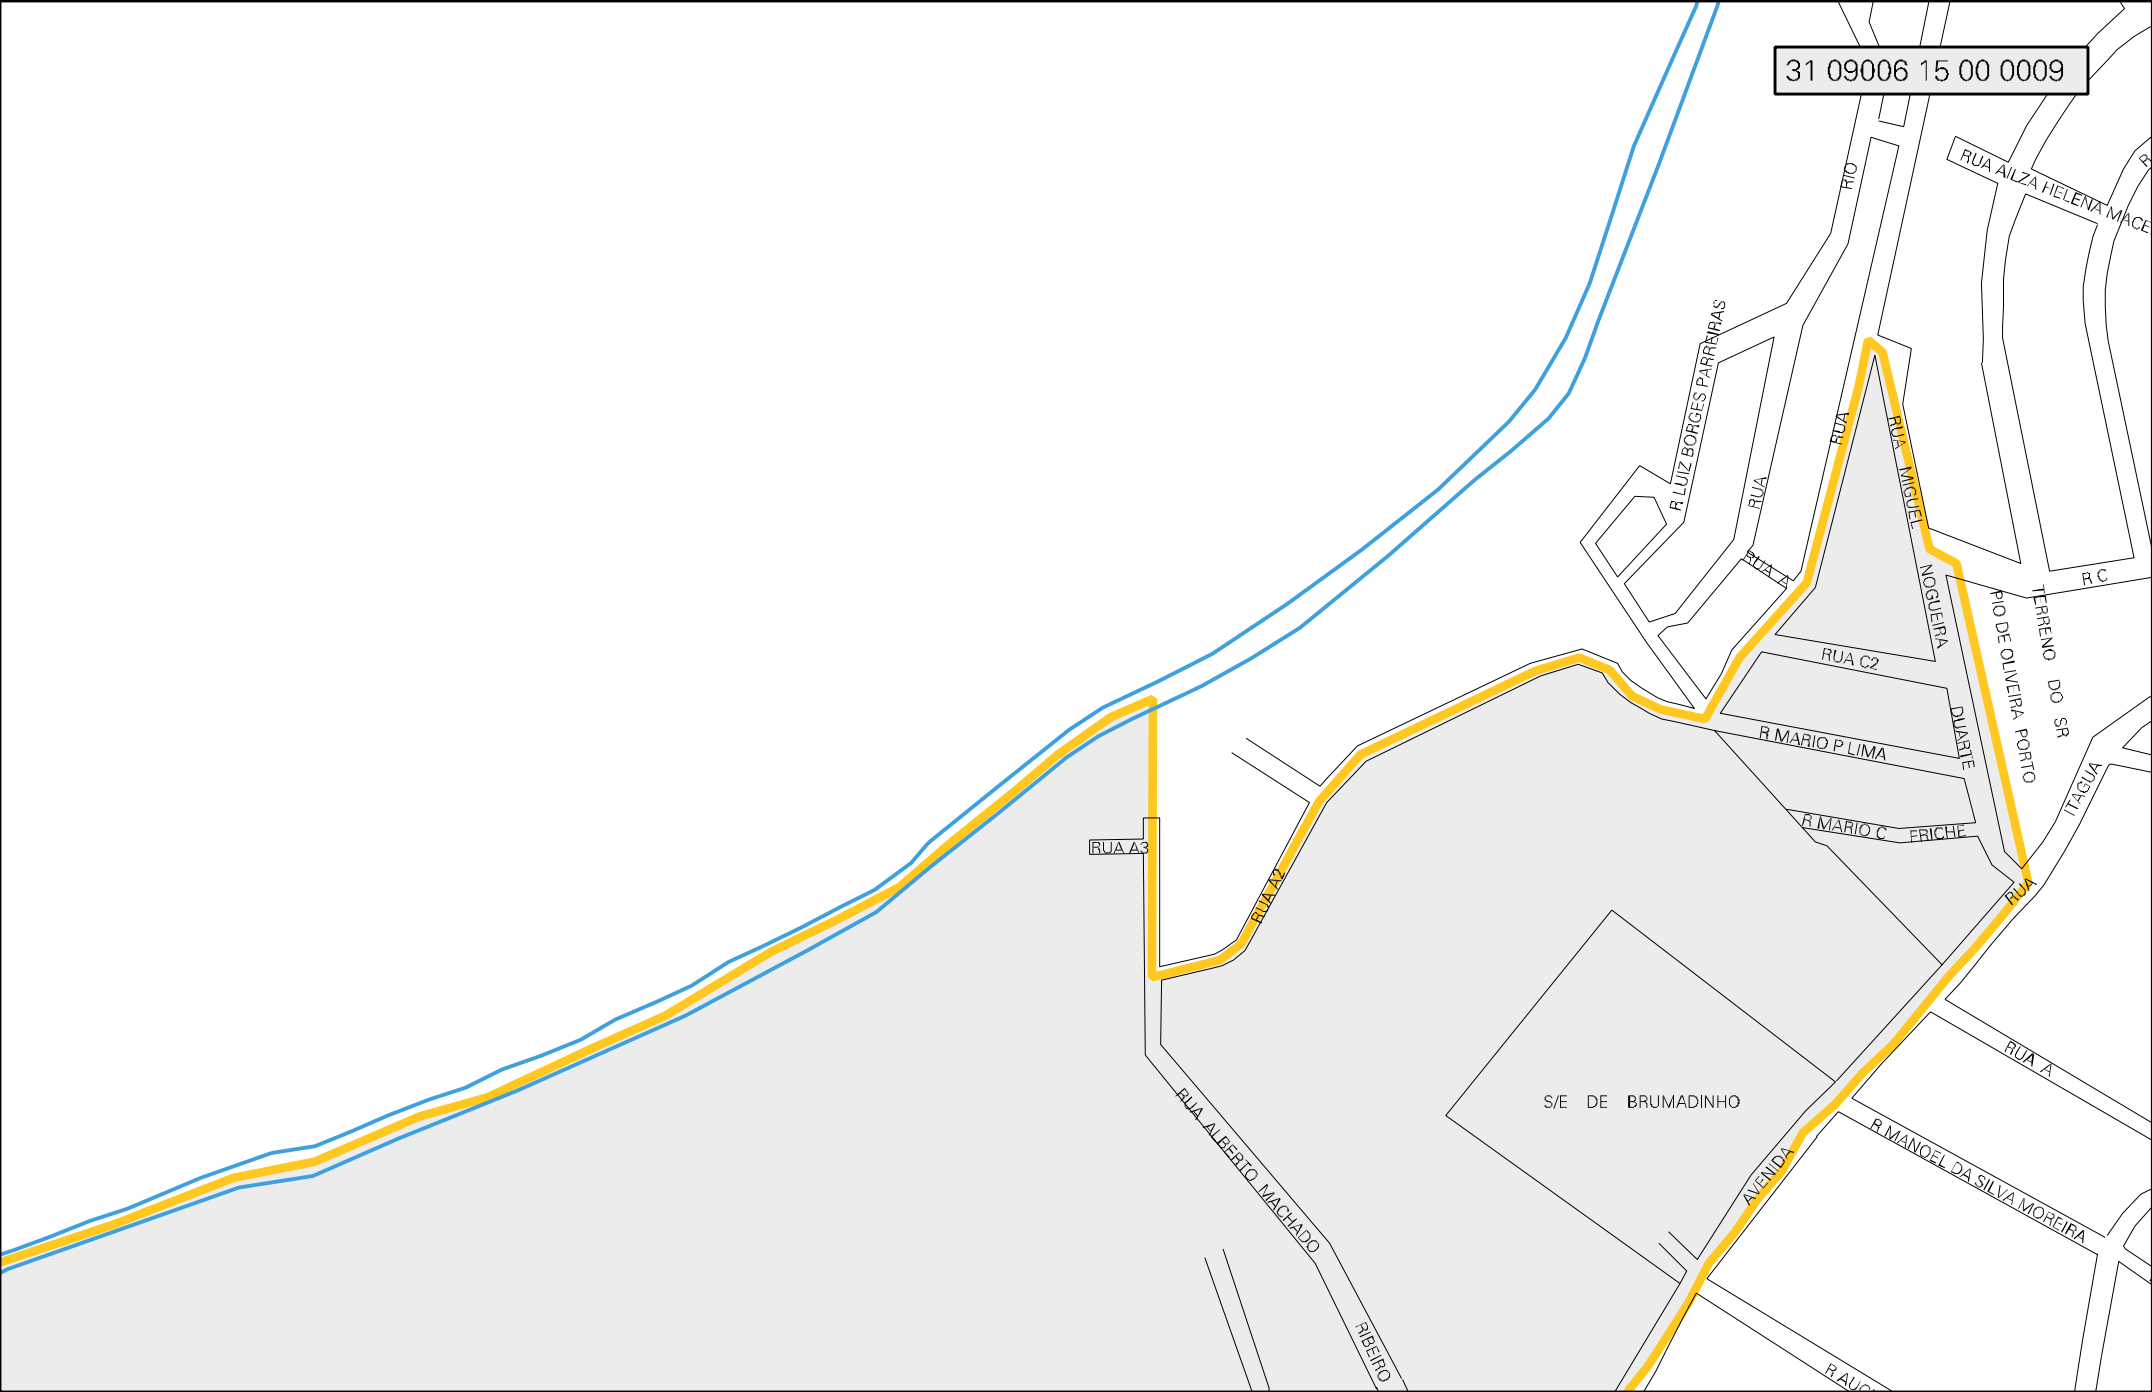 31 09006 15 00 0009
RUA AILZA HELENA MACE
RIO
R LUIZ BORGES PARREIRAS
RUA
RUA
RUA MIGUEL NOGUEIRA DUARTE
RUA A
R C
TERRENO DO SR
PIO DE OLIVEIRA PORTO
RUA C2
R MARIO P LIMA
ITAGUA
R MARIO C FRICHE
RUA A3
RUA A2
RUA
RUA A
S/E DE BRUMADINHO
R MANOEL DA SILVA MOREIRA
AVENIDA
RUA ALBERTO MACHADO RIBEIRO